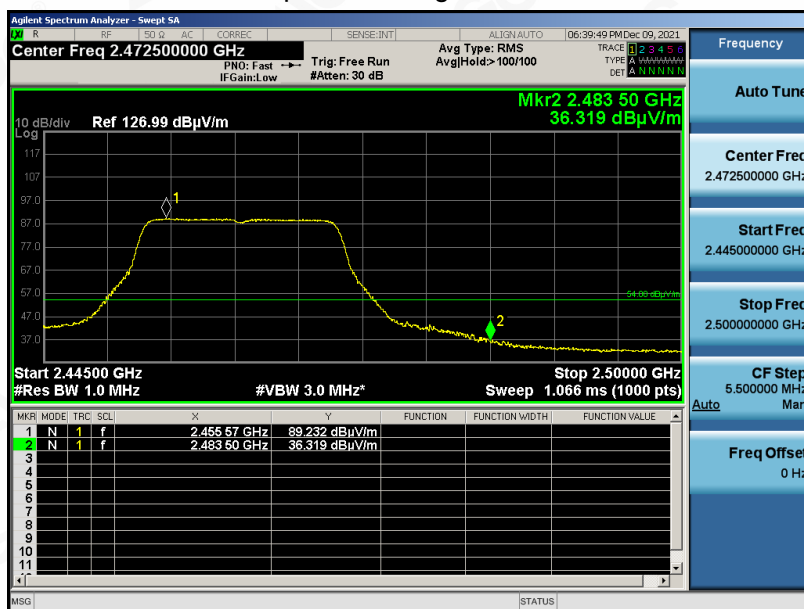 Agilent Spectrum Analyzer - Swept SA
LXI R RF 50 Ω AC CORREC SENSE:INT ALIGN AUTO 06:39:49 PM Dec 09, 2021
Center Freq 2.472500000 GHz
PNO: Fast
IFGain:Low
Trig: Free Run
#Atten: 30 dB
Avg Type: RMS
Avg|Hold:>100/100
TRACE 1 2 3 4 5 6
TYPE A WWWWW
DET A N N N N N
Mkr2 2.483 50 GHz
36.319 dBµV/m
10 dB/div Ref 126.99 dBµV/m
Log
117
107
97.0
87.0
77.0
67.0
57.0
47.0
37.0
1
54.00 dBµV/m
2
Start 2.44500 GHz Stop 2.50000 GHz
#Res BW 1.0 MHz #VBW 3.0 MHz* Sweep 1.066 ms (1000 pts)
MKR MODE TRC SCL X Y FUNCTION FUNCTION WIDTH FUNCTION VALUE
1 N 1 f 2.455 57 GHz 89.232 dBµV/m
2 N 1 f 2.483 50 GHz 36.319 dBµV/m
3
4
5
6
7
8
9
10
11
MSG STATUS
Frequency
Auto Tune
Center Freq
2.472500000 GHz
Start Freq
2.445000000 GHz
Stop Freq
2.500000000 GHz
CF Step
5.500000 MHz
Auto Man
Freq Offset
0 Hz